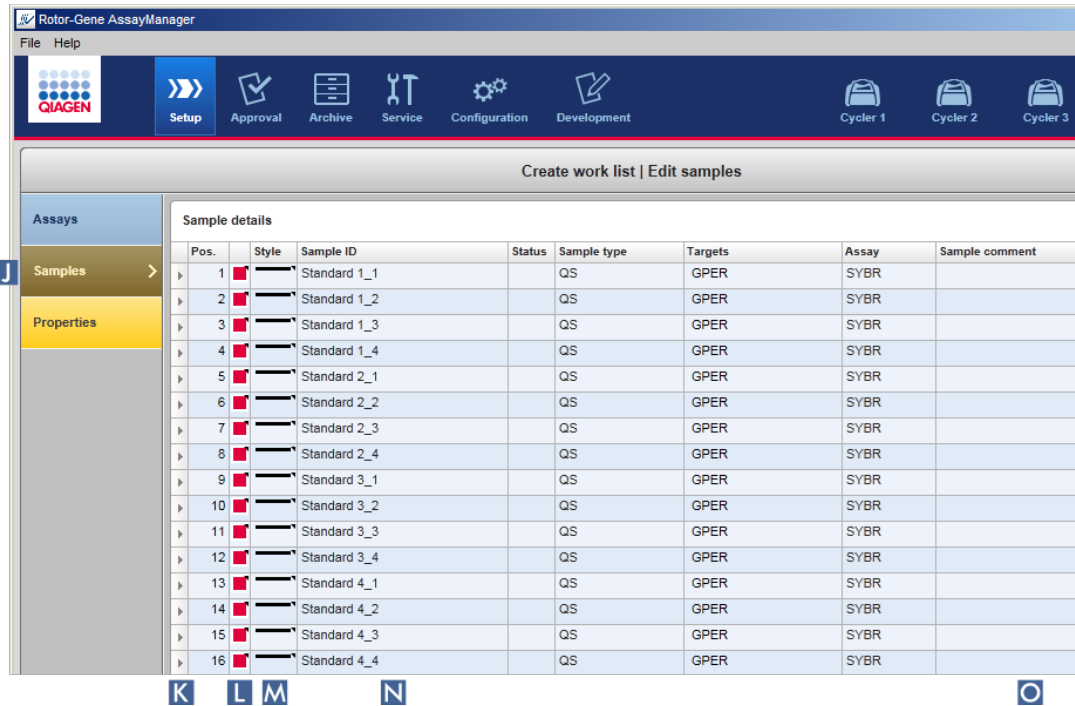 Rotor-Gene AssayManager
File Help
QIAGEN
Setup Approval Archive Service Configuration Development Cycler 1 Cycler 2 Cycler 3
Create work list | Edit samples
Assays
Samples
Properties
Sample details
Pos. Style Sample ID Status Sample type Targets Assay Sample comment
1 Standard 1_1 QS GPER SYBR
2 Standard 1_2 QS GPER SYBR
3 Standard 1_3 QS GPER SYBR
4 Standard 1_4 QS GPER SYBR
5 Standard 2_1 QS GPER SYBR
6 Standard 2_2 QS GPER SYBR
7 Standard 2_3 QS GPER SYBR
8 Standard 2_4 QS GPER SYBR
9 Standard 3_1 QS GPER SYBR
10 Standard 3_2 QS GPER SYBR
11 Standard 3_3 QS GPER SYBR
12 Standard 3_4 QS GPER SYBR
13 Standard 4_1 QS GPER SYBR
14 Standard 4_2 QS GPER SYBR
15 Standard 4_3 QS GPER SYBR
16 Standard 4_4 QS GPER SYBR
J
K L M N O